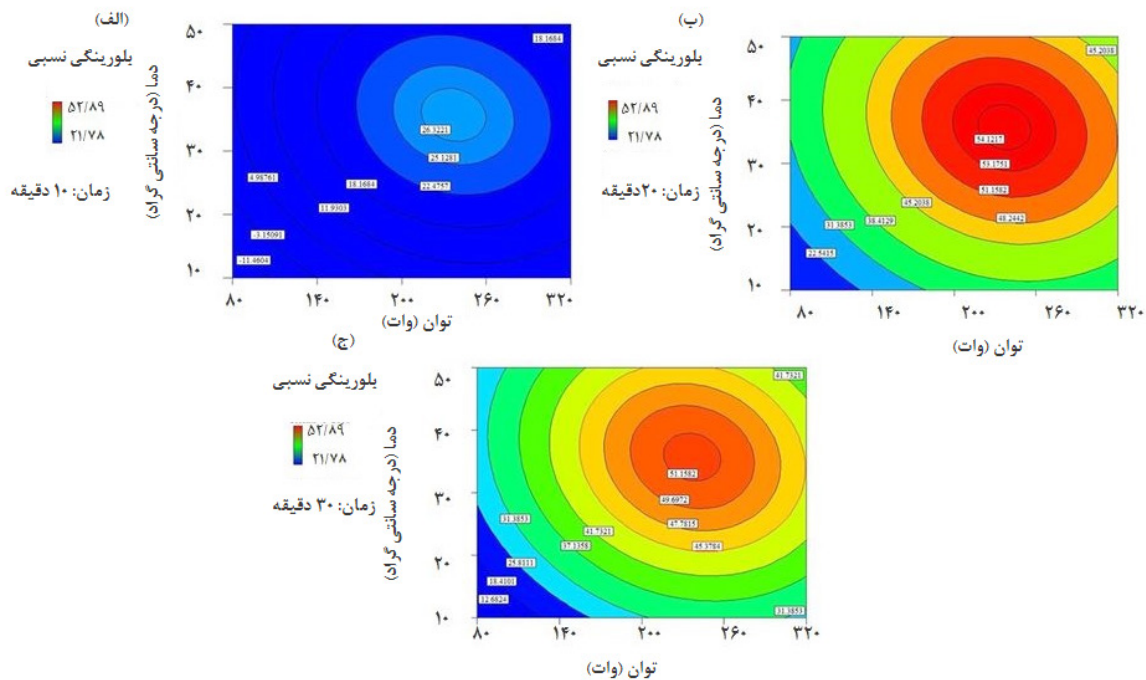 (الف)
بلورینگی نسبی
۵۲/۸۹
۲۱/۷۸
زمان: ۱۰ دقیقه
دما (درجه سانتی گراد)
۵۰
۴۰
۳۰
۲۰
۱۰
18.1684
26.3221
25.1281
22.4757
18.1684
11.9303
4.98761
-3.15091
-11.4604
۸۰ ۱۴۰ ۲۰۰ ۲۶۰ ۳۲۰
توان (وات)
(ب)
بلورینگی نسبی
۵۲/۸۹
۲۱/۷۸
زمان: ۲۰دقیقه
دما (درجه سانتی گراد)
۵۰
۴۰
۳۰
۲۰
۱۰
45.2038
54.1217
53.1751
51.1582
48.2442
45.2038
38.4129
31.3853
22.5415
۸۰ ۱۴۰ ۲۰۰ ۲۶۰ ۳۲۰
توان (وات)
(ج)
بلورینگی نسبی
۵۲/۸۹
۲۱/۷۸
زمان: ۳۰ دقیقه
دما (درجه سانتی گراد)
۵۰
۴۰
۳۰
۲۰
۱۰
41.7321
51.1582
49.6972
47.7815
45.3784
41.7321
37.1358
31.3853
25.8111
18.4101
12.6824
31.3853
۸۰ ۱۴۰ ۲۰۰ ۲۶۰ ۳۲۰
توان (وات)